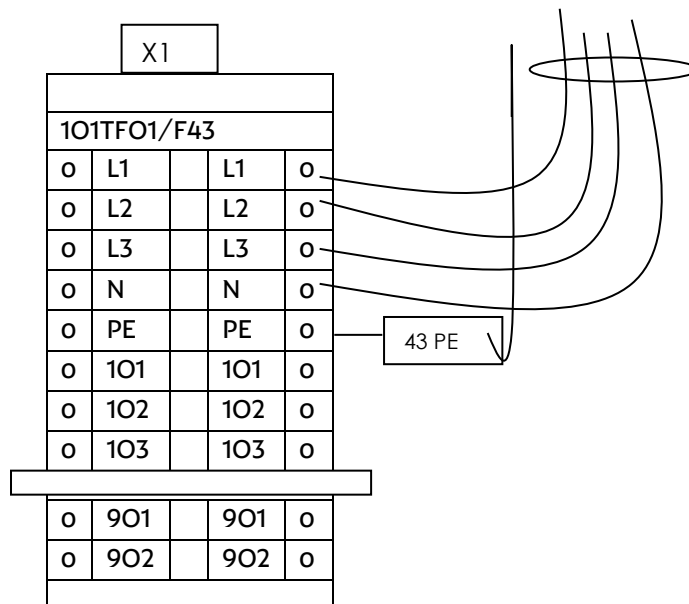 X1
101TF01/F43
o L1 L1 o
o L2 L2 o
o L3 L3 o
o N N o
o PE PE o
43 PE
o 101 101 o
o 102 102 o
o 103 103 o
o 901 901 o
o 902 902 o